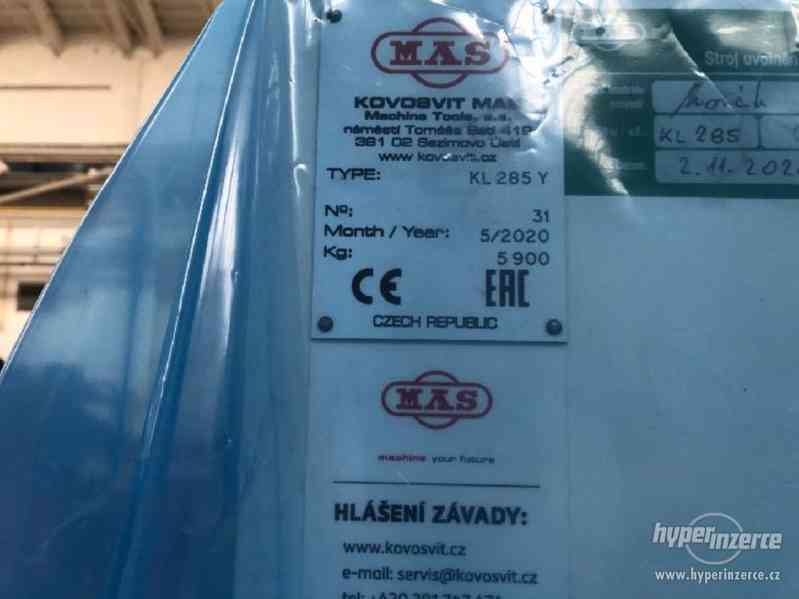 MAS
KOVOSVIT MAS
Machine Tools, a.s.
náměstí Tomáše Bati 419
391 02 Sezimovo Ústí
www.kovosvit.cz
TYPE: KL 285 Y
Nº: 31
Month / Year: 5/2020
Kg: 5 900
CE EAC
CZECH REPUBLIC
Stroj uvolněn
KL 285
2.11.202
MAS
machine your future
HLÁŠENÍ ZÁVADY:
www.kovosvit.cz
e-mail: servis@kovosvit.cz
hyperinzerce
www.hyperinzerce.cz